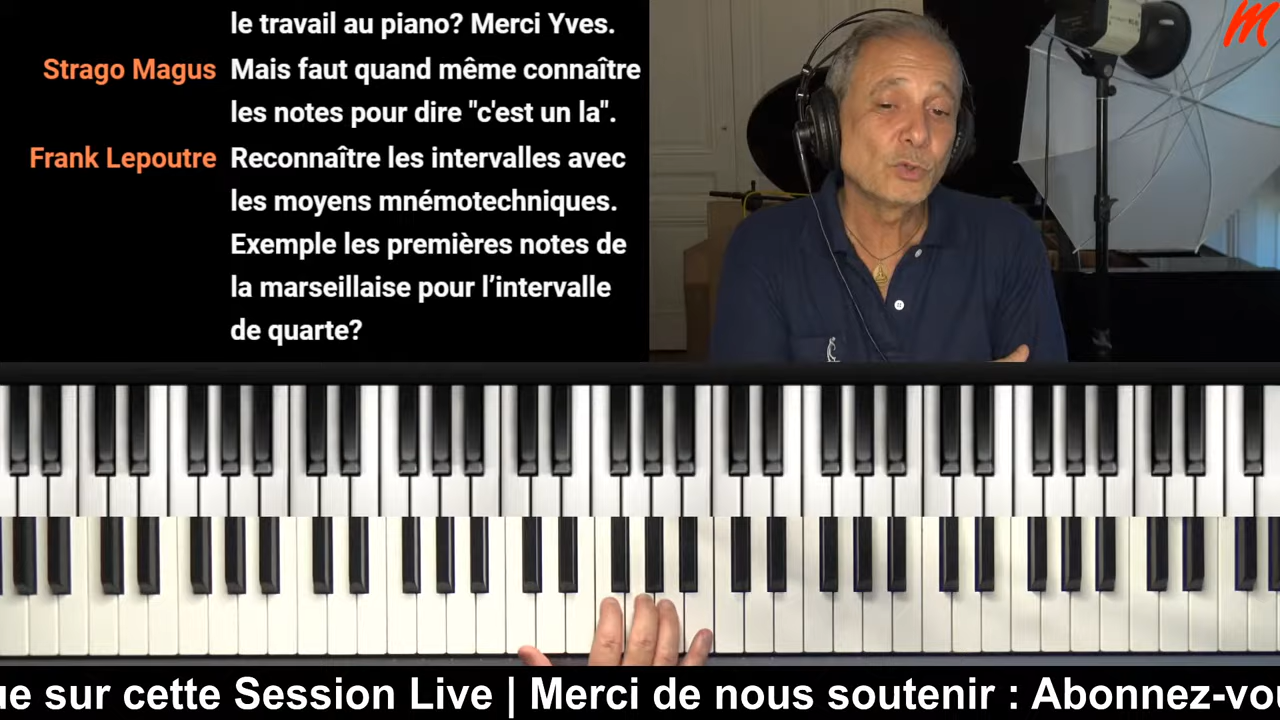 le travail au piano? Merci Yves.
Strago Magus Mais faut quand même connaître
les notes pour dire "c'est un la".
Frank Lepoutre Reconnaître les intervalles avec
les moyens mnémotechniques.
Exemple les premières notes de
la marseillaise pour l'intervalle
de quarte?
ue sur cette Session Live | Merci de nous soutenir : Abonnez-vou